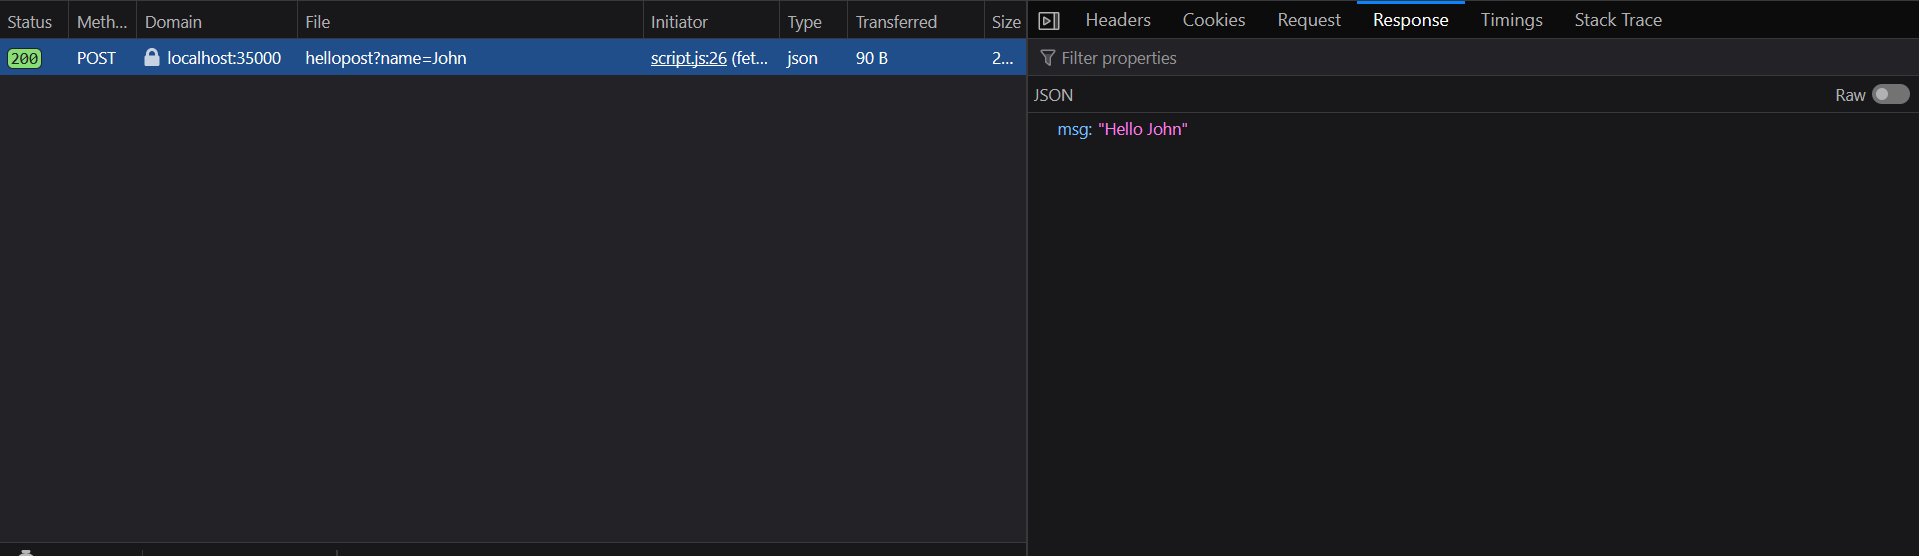 Status Meth... Domain File Initiator Type Transferred Size
200 POST localhost:35000 hellopost?name=John script.js:26 (fet... json 90 B 2...
Headers Cookies Request Response Timings Stack Trace
Filter properties
JSON Raw
msg: "Hello John"